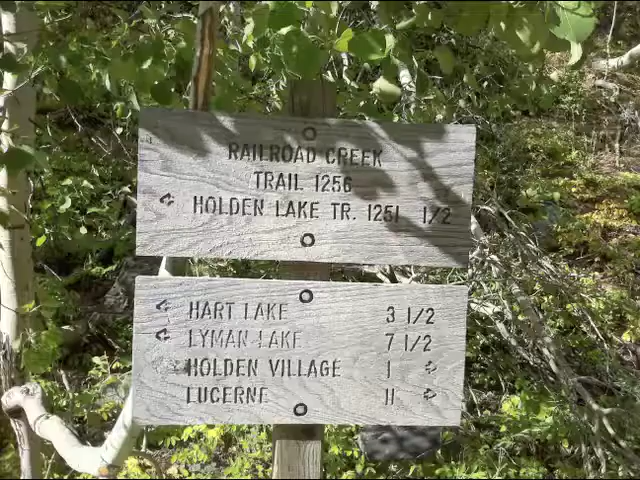 RAILROAD CREEK
TRAIL 1256
← HOLDEN LAKE TR. 1251 1/2
← HART LAKE 3 1/2
← LYMAN LAKE 7 1/2
HOLDEN VILLAGE 1 →
LUCERNE 11 →